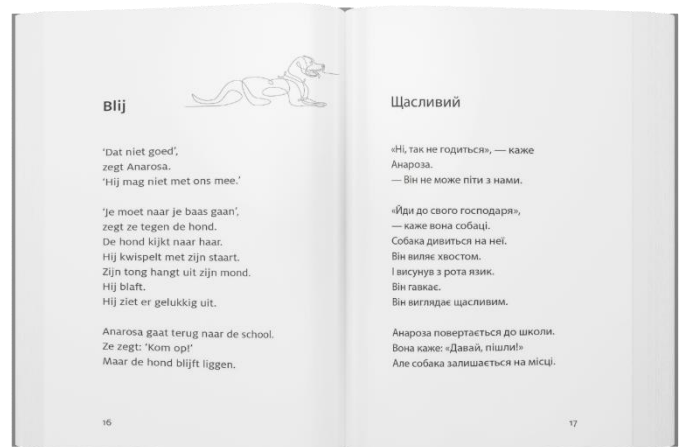 Blij
'Dat niet goed',
zegt Anarosa.
'Hij mag niet met ons mee.'
'Je moet naar je baas gaan',
zegt ze tegen de hond.
De hond kijkt naar haar.
Hij kwispelt met zijn staart.
Zijn tong hangt uit zijn mond.
Hij blaft.
Hij ziet er gelukkig uit.
Anarosa gaat terug naar de school.
Ze zegt: 'Kom op!'
Maar de hond blijft liggen.
16
Щасливий
«Ні, так не годиться», — каже
Анароза.
— Він не може піти з нами.
«Йди до свого господаря»,
— каже вона собаці.
Собака дивиться на неї.
Він виляє хвостом.
І висунув з рота язик.
Він гавкає.
Він виглядає щасливим.
Анароза повертається до школи.
Вона каже: «Давай, пішли!»
Але собака залишається на місці.
17